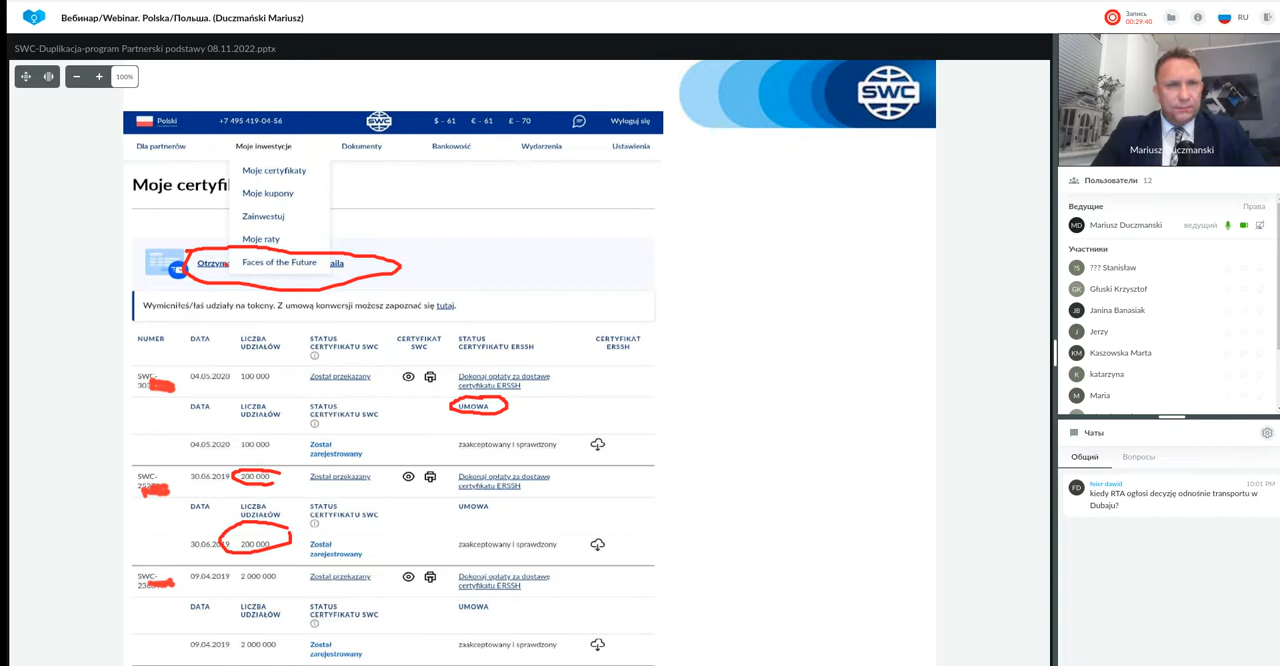 Вебинар/Webinar. Polska/Польша. (Duczmański Mariusz)
Запись
00:29:40
RU
SWC-Duplikacja-program Partnerski podstawy 08.11.2022.pptx
100%
SWC
Polski
+7 495 419-04-56
SWC
$ – 61
€ – 61
£ – 70
Wyloguj się
Dla partnerów
Moje inwestycje
Dokumenty
Bankowość
Wydarzenia
Ustawienia
Moje certyfikaty
Moje kupony
Zainwestuj
Moje raty
Faces of the Future
Moje certyfi
Wymieniłeś/łaś udziały na tokeny. Z umową konwersji możesz zapoznać się tutaj.
NUMER
DATA
LICZBA
UDZIAŁÓW
STATUS
CERTYFIKATU SWC
CERTYFIKAT
SWC
STATUS
CERTYFIKATU ERSSH
CERTYFIKAT
ERSSH
SWC-
04.05.2020
100 000
Został przekazany
Dokonaj opłaty za dostawę
certyfikatu ERSSH
DATA
LICZBA
UDZIAŁÓW
STATUS
CERTYFIKATU SWC
UMOWA
04.05.2020
100 000
Został
zarejestrowany
zaakceptowany i sprawdzony
SWC-
30.06.2019
200 000
Został przekazany
Dokonaj opłaty za dostawę
certyfikatu ERSSH
DATA
LICZBA
UDZIAŁÓW
STATUS
CERTYFIKATU SWC
UMOWA
30.06.2019
200 000
Został
zarejestrowany
zaakceptowany i sprawdzony
SWC-
09.04.2019
2 000 000
Został przekazany
Dokonaj opłaty za dostawę
certyfikatu ERSSH
DATA
LICZBA
UDZIAŁÓW
STATUS
CERTYFIKATU SWC
UMOWA
09.04.2019
2 000 000
Został
zarejestrowany
zaakceptowany i sprawdzony
Mariusz Duczmanski
Пользователи 12
Ведущие
Права
MD Mariusz Duczmanski ведущий
Участники
?S ??? Stanisław
GK Głuski Krzysztof
JB Janina Banasiak
J Jerzy
KM Kaszowska Marta
K katarzyna
M Maria
Чаты
Общий
Вопросы
FD feier dawid 10:01 PM
kiedy RTA ogłosi decyzję odnośnie transportu w
Dubaju?